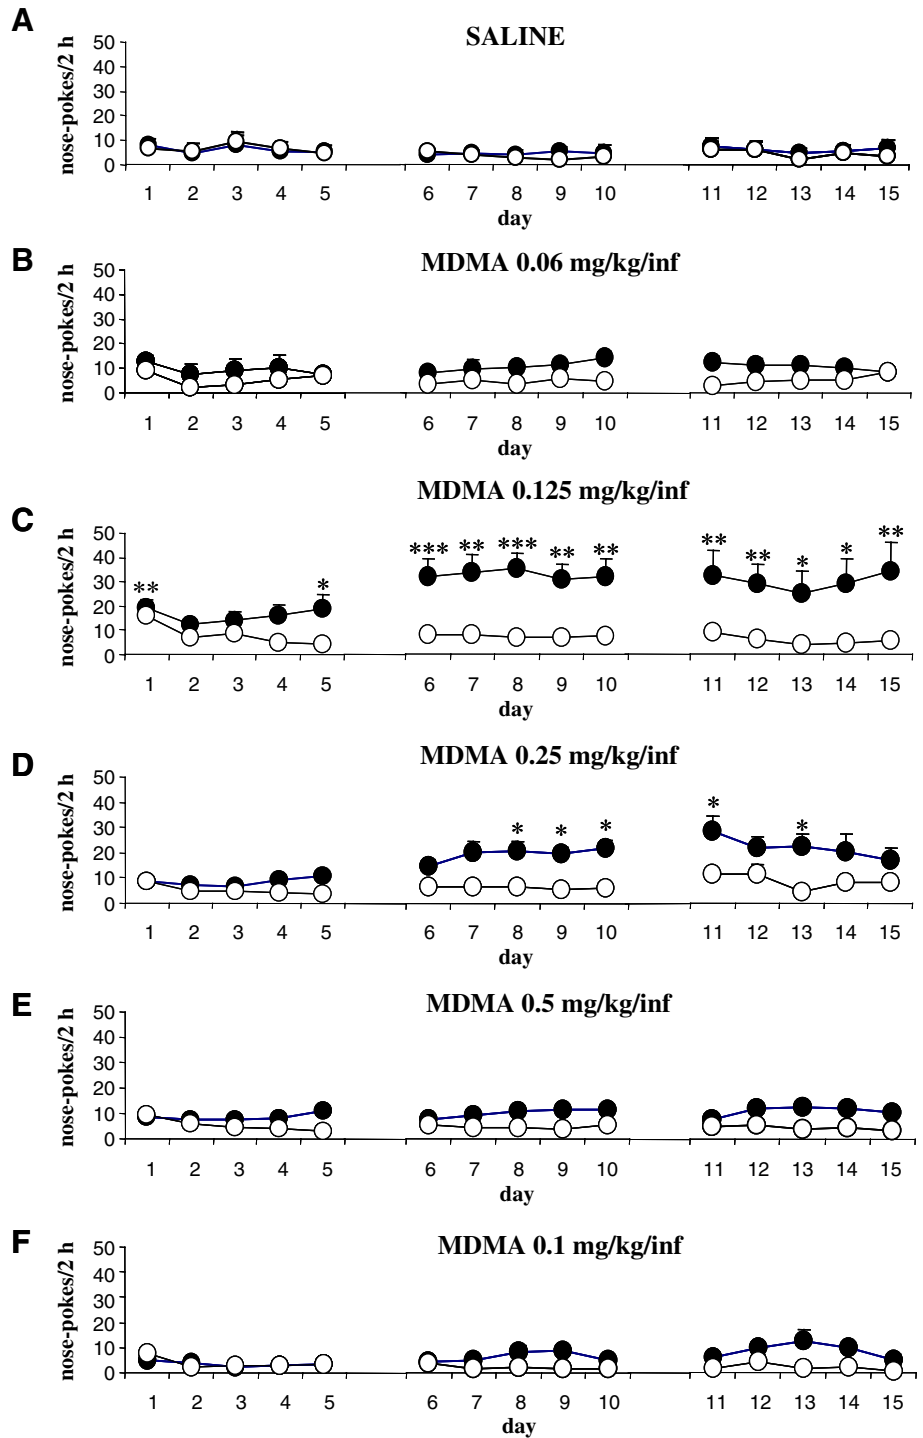 A
SALINE
nose-pokes/2 h
50
40
30
20
10
0
1 2 3 4 5 6 7 8 9 10 11 12 13 14 15
day
B
MDMA 0.06 mg/kg/inf
nose-pokes/2 h
50
40
30
20
10
0
1 2 3 4 5 6 7 8 9 10 11 12 13 14 15
day
MDMA 0.125 mg/kg/inf
C
nose-pokes/2 h
50
40
30
20
10
0
** * *** ** *** ** ** ** ** * * **
1 2 3 4 5 6 7 8 9 10 11 12 13 14 15
day
D
MDMA 0.25 mg/kg/inf
nose-pokes/2 h
50
40
30
20
10
0
* * * * *
1 2 3 4 5 6 7 8 9 10 11 12 13 14 15
day
E
MDMA 0.5 mg/kg/inf
nose-pokes/2 h
50
40
30
20
10
0
1 2 3 4 5 6 7 8 9 10 11 12 13 14 15
day
F
MDMA 0.1 mg/kg/inf
nose-pokes/2 h
50
40
30
20
10
0
1 2 3 4 5 6 7 8 9 10 11 12 13 14 15
day